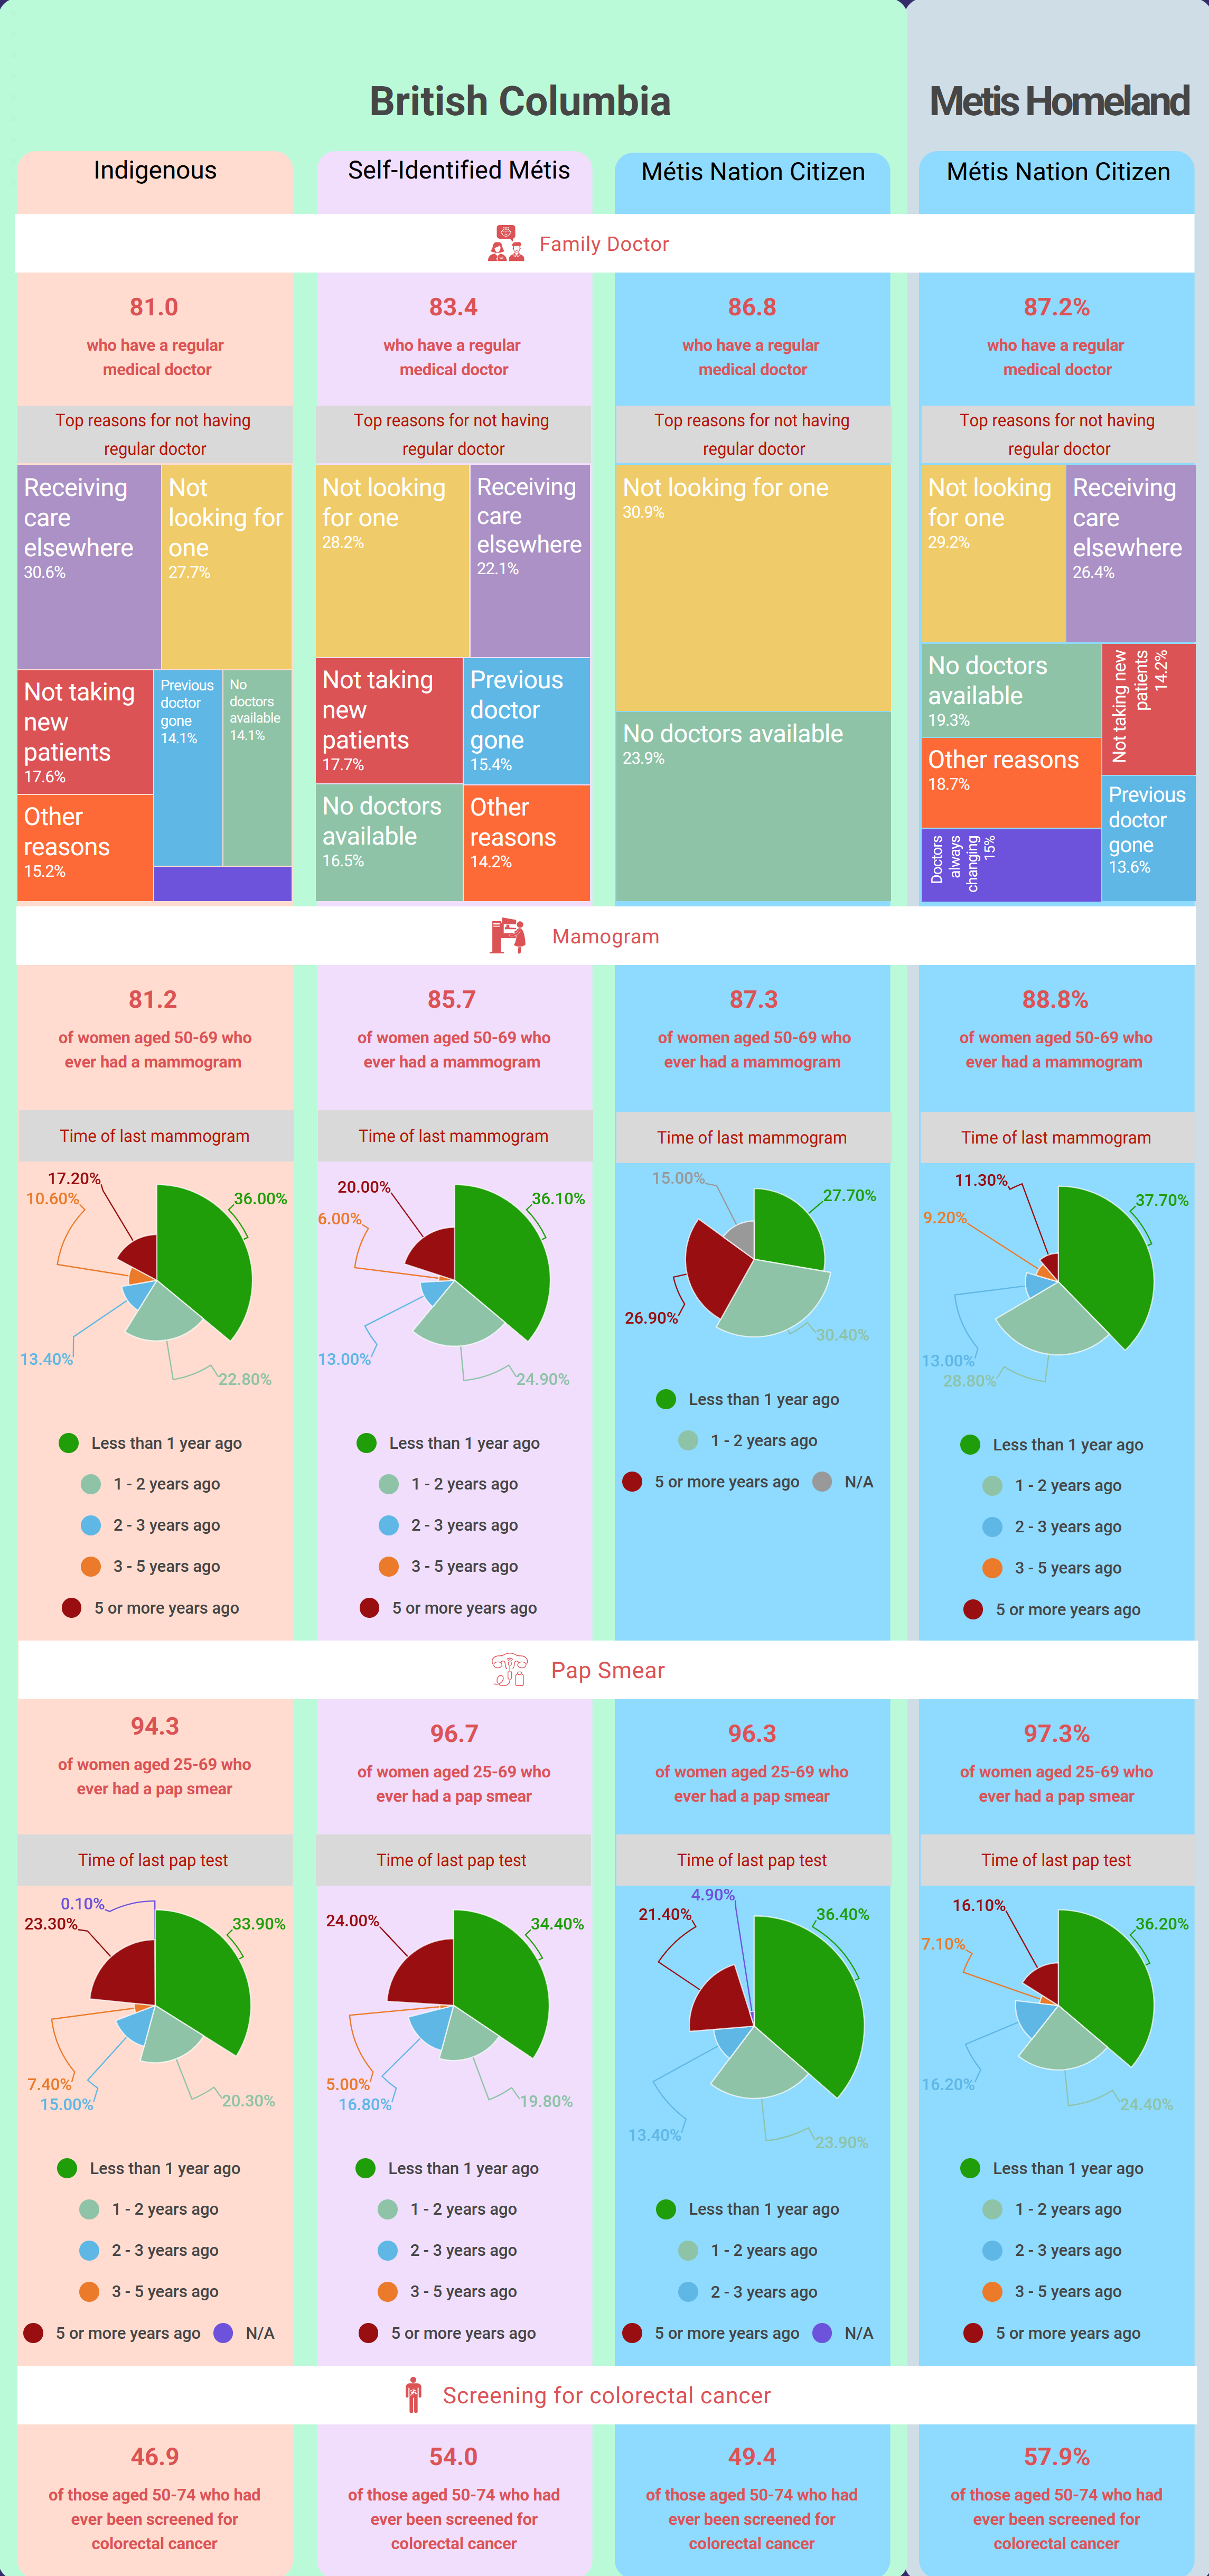 British Columbia
Metis Homeland
Indigenous
Self-Identified Métis
Métis Nation Citizen
Métis Nation Citizen
Family Doctor
81.0
who have a regular
medical doctor
83.4
who have a regular
medical doctor
86.8
who have a regular
medical doctor
87.2%
who have a regular
medical doctor
Top reasons for not having
regular doctor
Top reasons for not having
regular doctor
Top reasons for not having
regular doctor
Top reasons for not having
regular doctor
Receiving
care
elsewhere
30.6%
Not
looking for
one
27.7%
Not taking
new
patients
17.6%
Previous
doctor
gone
14.1%
No
doctors
available
14.1%
Other
reasons
15.2%
Not looking
for one
28.2%
Receiving
care
elsewhere
22.1%
Not taking
new
patients
17.7%
Previous
doctor
gone
15.4%
No doctors
available
16.5%
Other
reasons
14.2%
Not looking for one
30.9%
No doctors available
23.9%
Not looking
for one
29.2%
Receiving
care
elsewhere
26.4%
No doctors
available
19.3%
Not taking new
patients
14.2%
Other reasons
18.7%
Previous
doctor
gone
13.6%
Doctors
always
changing
15%
Mamogram
81.2
of women aged 50-69 who
ever had a mammogram
85.7
of women aged 50-69 who
ever had a mammogram
87.3
of women aged 50-69 who
ever had a mammogram
88.8%
of women aged 50-69 who
ever had a mammogram
Time of last mammogram
Time of last mammogram
Time of last mammogram
Time of last mammogram
17.20%
10.60%
36.00%
13.40%
22.80%
Less than 1 year ago
1 - 2 years ago
2 - 3 years ago
3 - 5 years ago
5 or more years ago
20.00%
6.00%
36.10%
13.00%
24.90%
Less than 1 year ago
1 - 2 years ago
2 - 3 years ago
3 - 5 years ago
5 or more years ago
15.00%
27.70%
26.90%
30.40%
Less than 1 year ago
1 - 2 years ago
5 or more years ago
N/A
11.30%
9.20%
37.70%
13.00%
28.80%
Less than 1 year ago
1 - 2 years ago
2 - 3 years ago
3 - 5 years ago
5 or more years ago
Pap Smear
94.3
of women aged 25-69 who
ever had a pap smear
96.7
of women aged 25-69 who
ever had a pap smear
96.3
of women aged 25-69 who
ever had a pap smear
97.3%
of women aged 25-69 who
ever had a pap smear
Time of last pap test
Time of last pap test
Time of last pap test
Time of last pap test
0.10%
23.30%
33.90%
7.40%
15.00%
20.30%
Less than 1 year ago
1 - 2 years ago
2 - 3 years ago
3 - 5 years ago
5 or more years ago
N/A
24.00%
34.40%
5.00%
16.80%
19.80%
Less than 1 year ago
1 - 2 years ago
2 - 3 years ago
3 - 5 years ago
5 or more years ago
4.90%
21.40%
36.40%
13.40%
23.90%
Less than 1 year ago
1 - 2 years ago
2 - 3 years ago
5 or more years ago
N/A
16.10%
7.10%
36.20%
16.20%
24.40%
Less than 1 year ago
1 - 2 years ago
2 - 3 years ago
3 - 5 years ago
5 or more years ago
Screening for colorectal cancer
46.9
of those aged 50-74 who had
ever been screened for
colorectal cancer
54.0
of those aged 50-74 who had
ever been screened for
colorectal cancer
49.4
of those aged 50-74 who had
ever been screened for
colorectal cancer
57.9%
of those aged 50-74 who had
ever been screened for
colorectal cancer